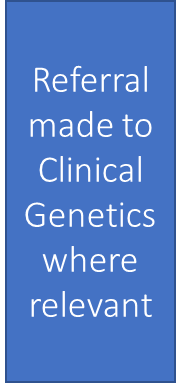 Referral
made to
Clinical
Genetics
where
relevant